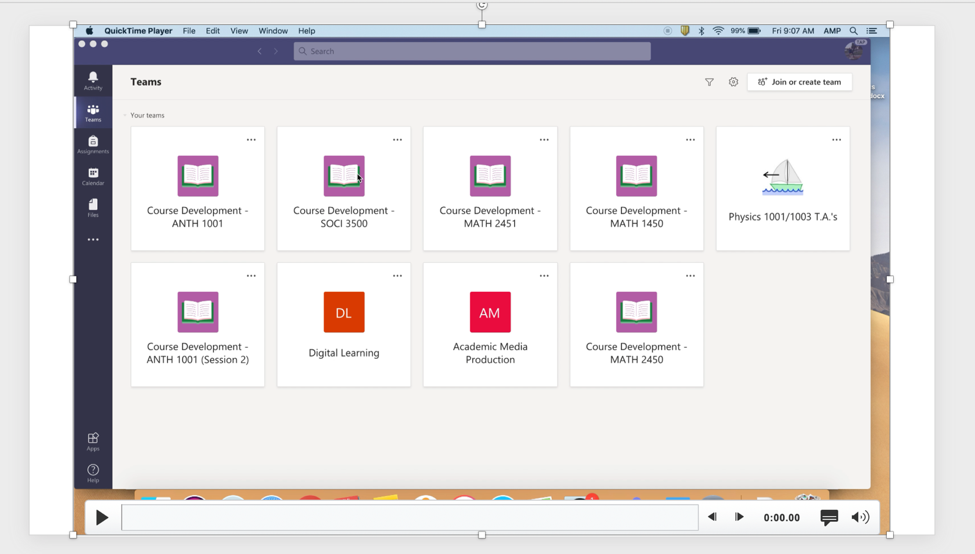 QuickTime Player File Edit View Window Help 99% Fri 9:07 AM AMP
Search
Teams
Join or create team
Your teams
Activity
Teams
Assignments
Calendar
Files
Course Development -
ANTH 1001
Course Development -
SOCI 3500
Course Development -
MATH 2451
Course Development -
MATH 1450
Physics 1001/1003 T.A.'s
Course Development -
ANTH 1001 (Session 2)
DL
Digital Learning
AM
Academic Media
Production
Course Development -
MATH 2450
Apps
Help
0:00.00